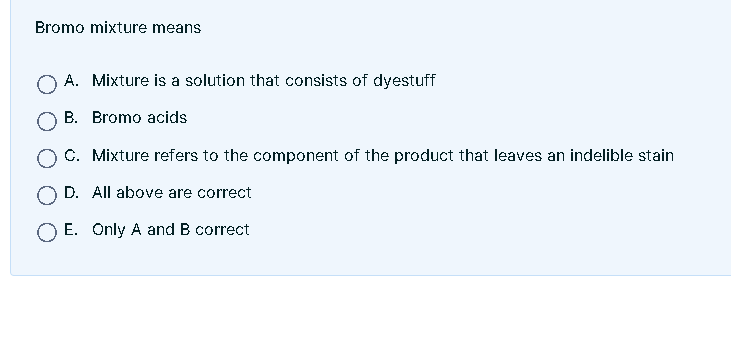 Bromo mixture means
A. Mixture is a solution that consists of dyestuff
B. Bromo acids
C. Mixture refers to the component of the product that leaves an indelible stain
D. All above are correct
E. Only A and B correct